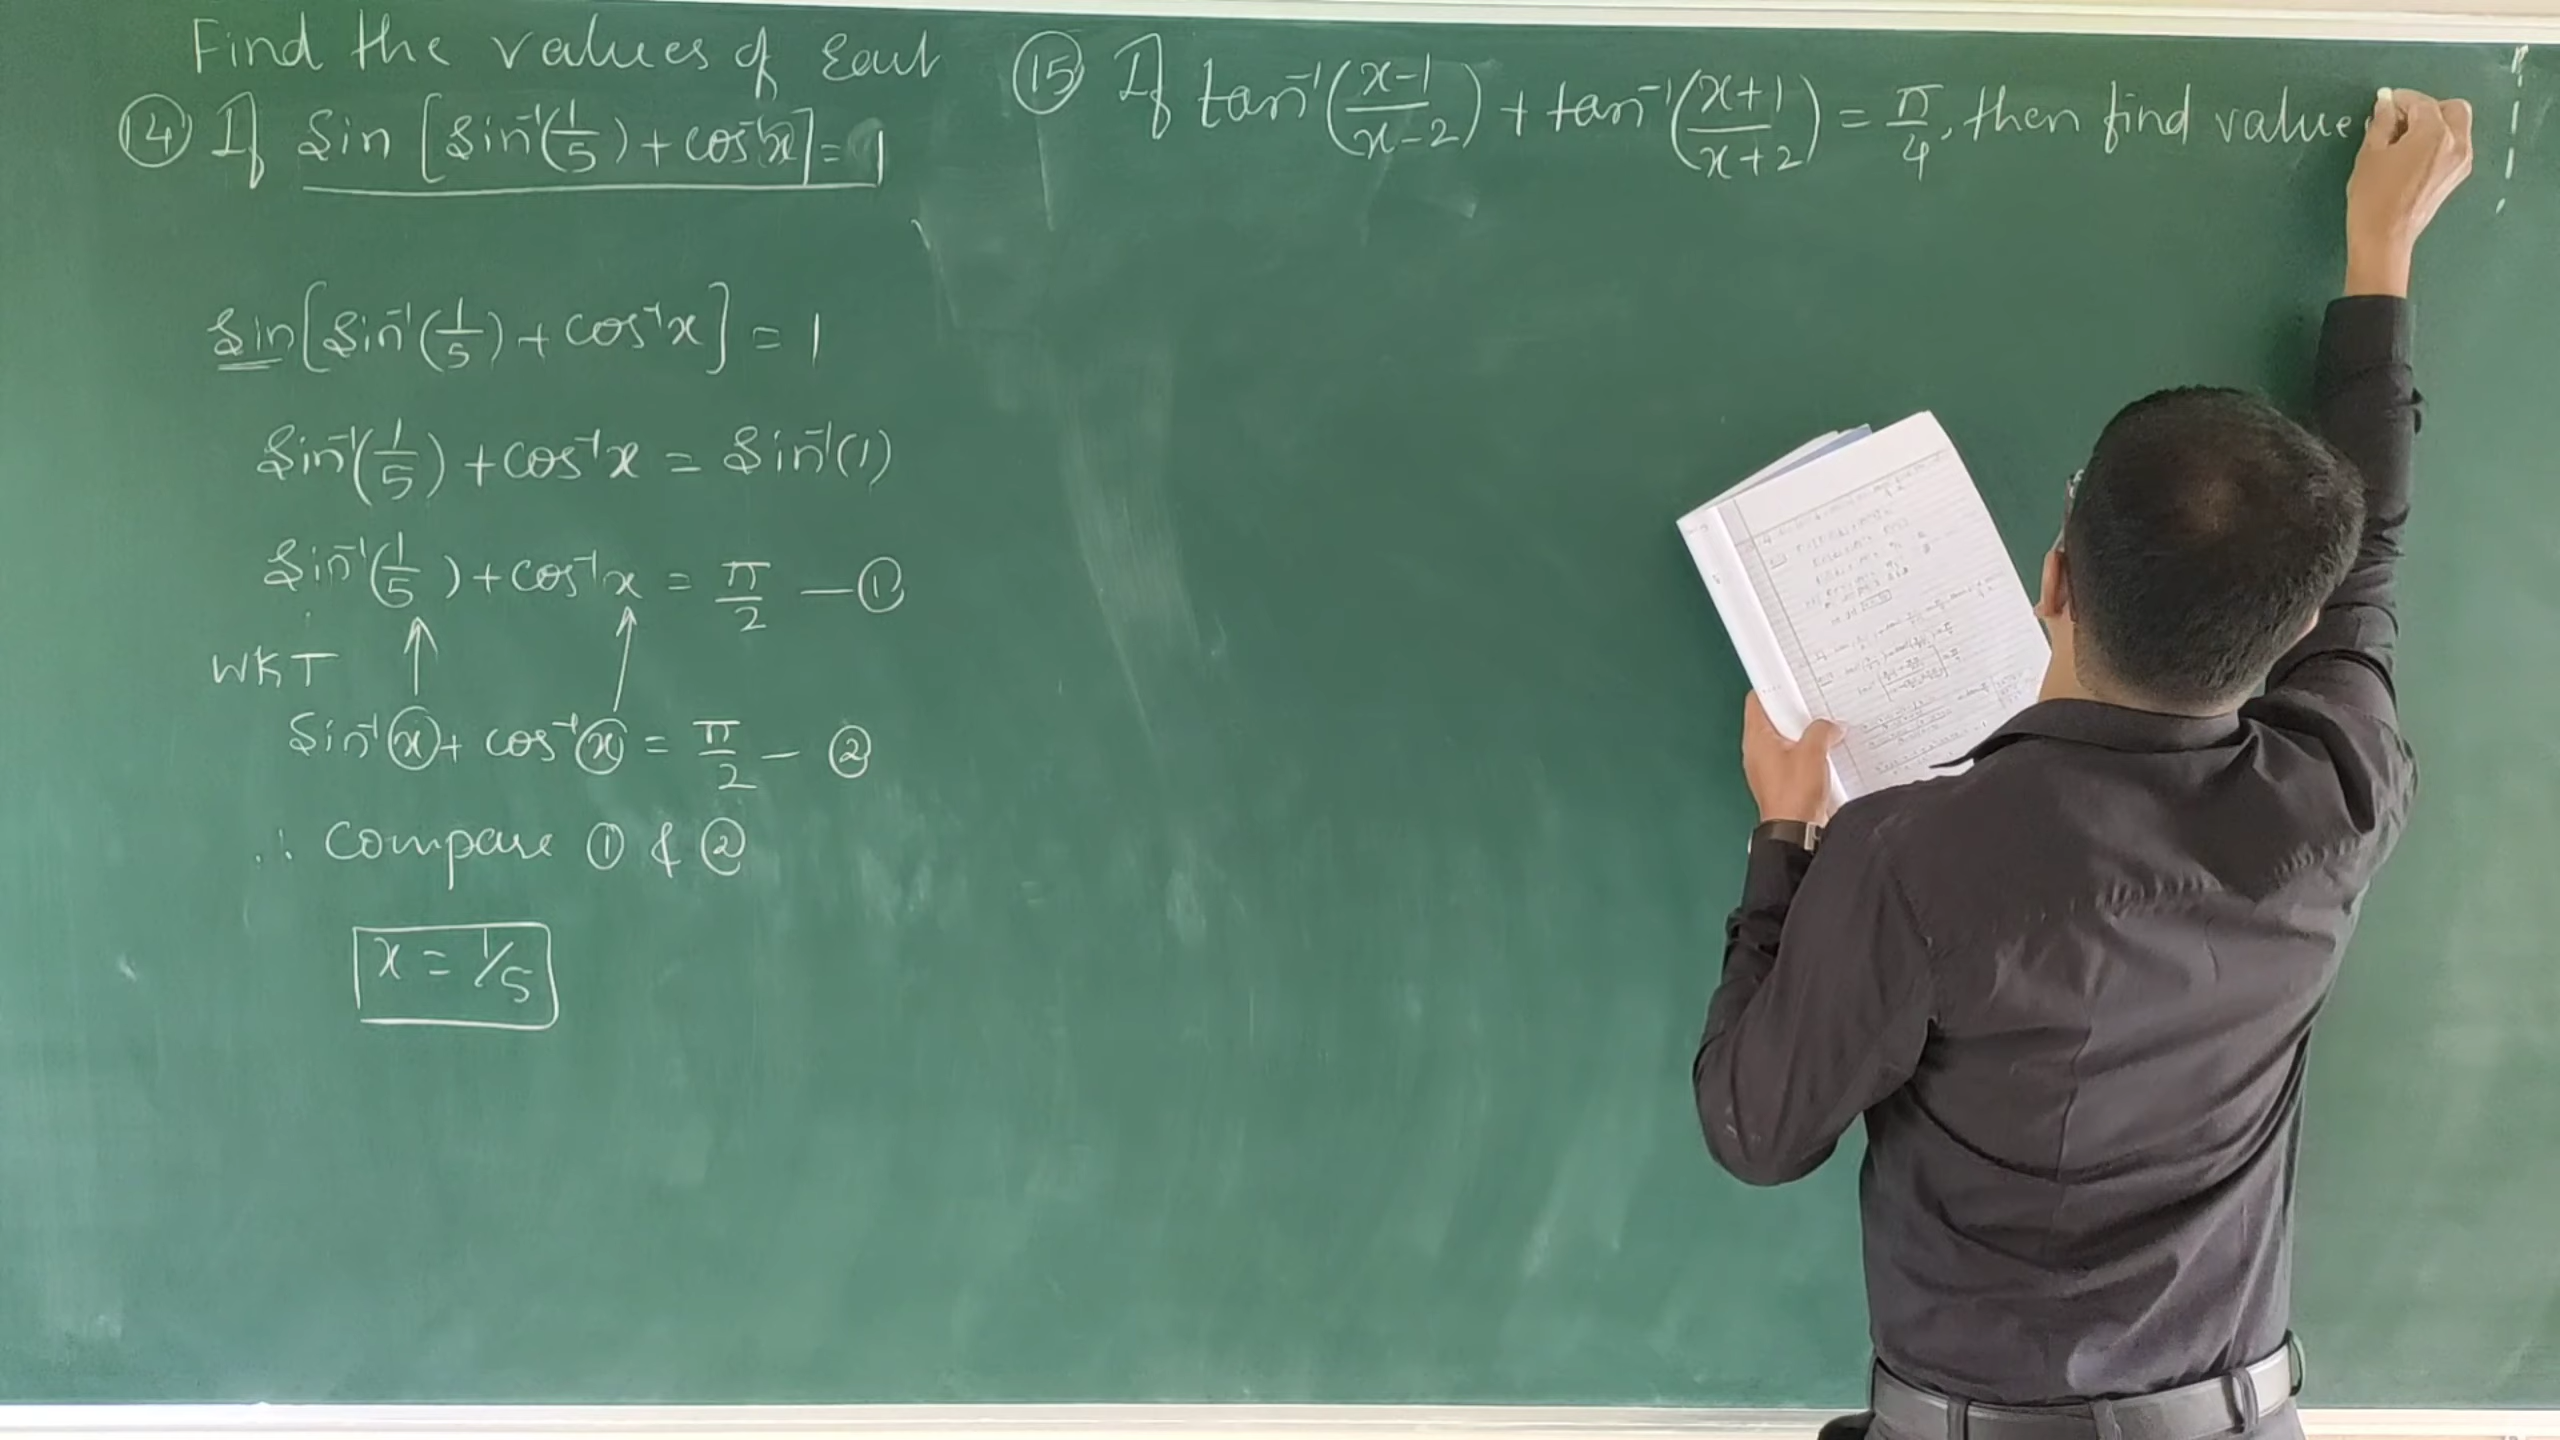 Find the values of Each
⑭ If Sin [Sin⁻¹(1/5) + cos⁻¹x] = 1
Sin[Sin⁻¹(1/5) + cos⁻¹x] = 1
Sin⁻¹(1/5) + cos⁻¹x = Sin⁻¹(1)
Sin⁻¹(1/5) + cos⁻¹x = π/2 — ①
WKT
Sin⁻¹(x) + cos⁻¹(x) = π/2 — ②
∴ Compare ① & ②
x = 1/5
⑮ If tan⁻¹((x-1)/(x-2)) + tan⁻¹((x+1)/(x+2)) = π/4, then find value